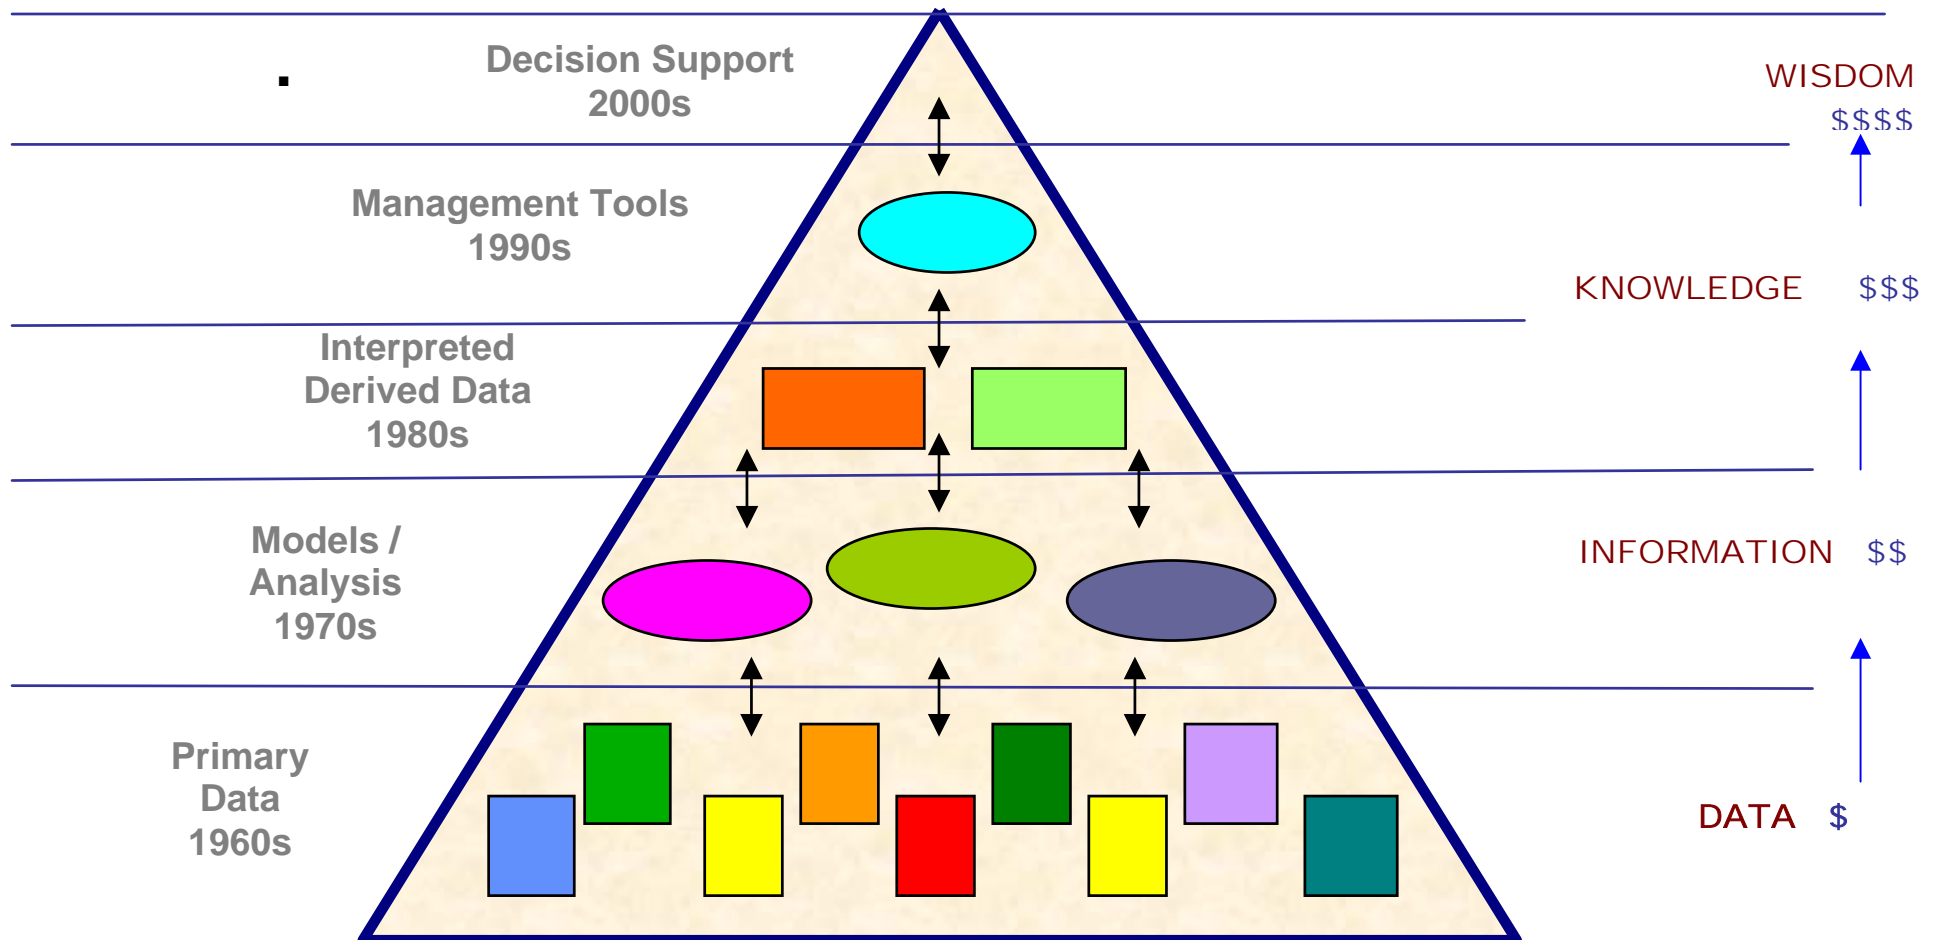 Decision Support
2000s
WISDOM
$$$$
Management Tools
1990s
KNOWLEDGE $$$
Interpreted
Derived Data
1980s
Models /
Analysis
1970s
INFORMATION $$
Primary
Data
1960s
DATA $